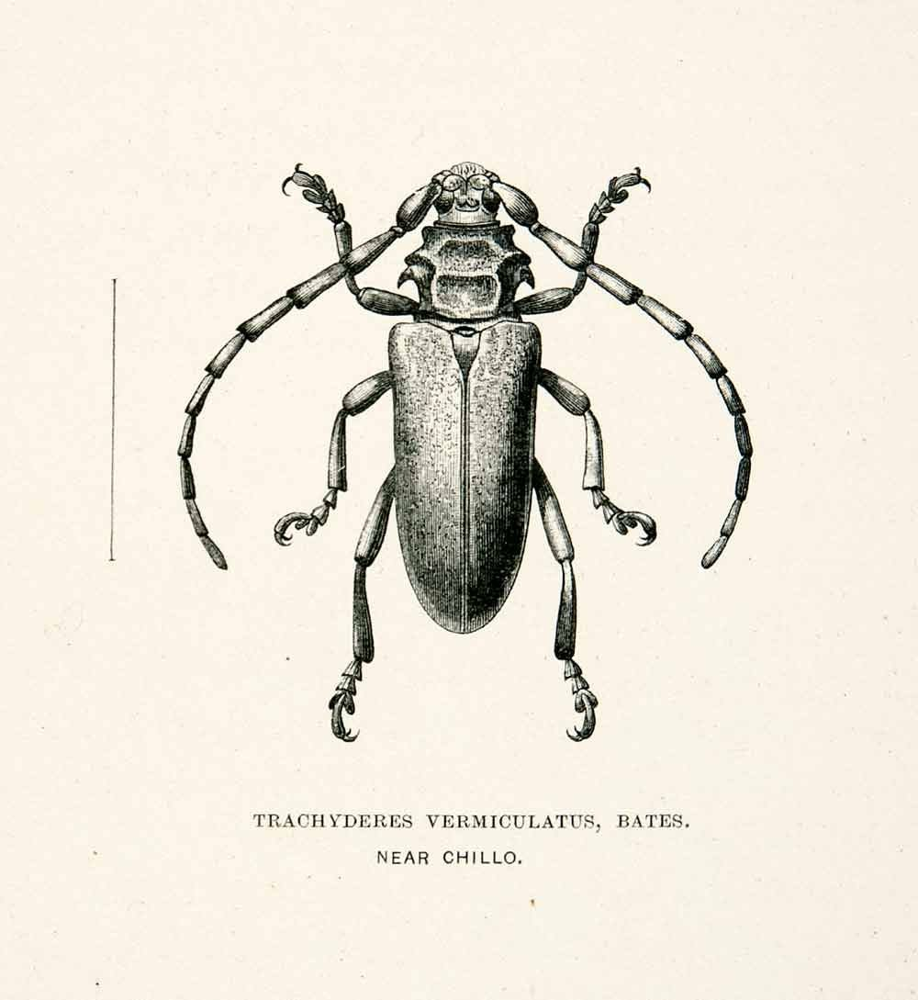 TRACHYDERES VERMICULATUS, BATES.
NEAR CHILLO.